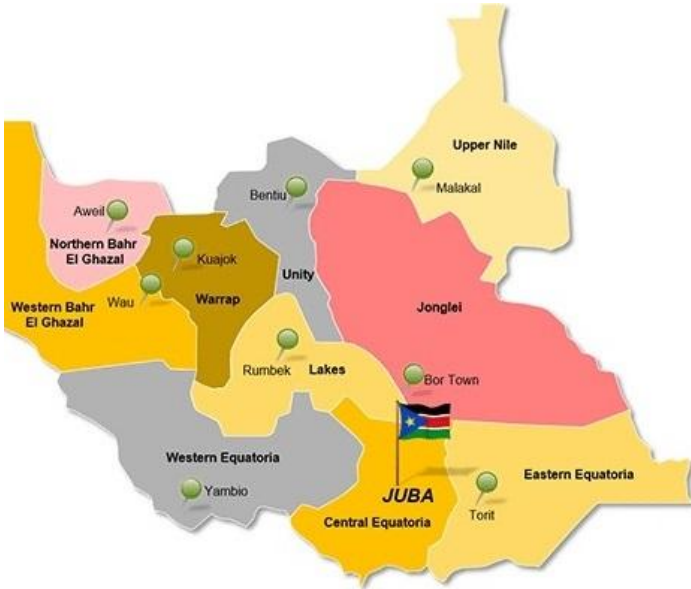 Upper Nile
Malakal
Bentiu
Aweil
Northern Bahr
El Ghazal
Kuajok
Unity
Warrap
Wau
Western Bahr
El Ghazal
Jonglei
Rumbek
Lakes
Bor Town
Western Equatoria
Yambio
JUBA
Eastern Equatoria
Torit
Central Equatoria